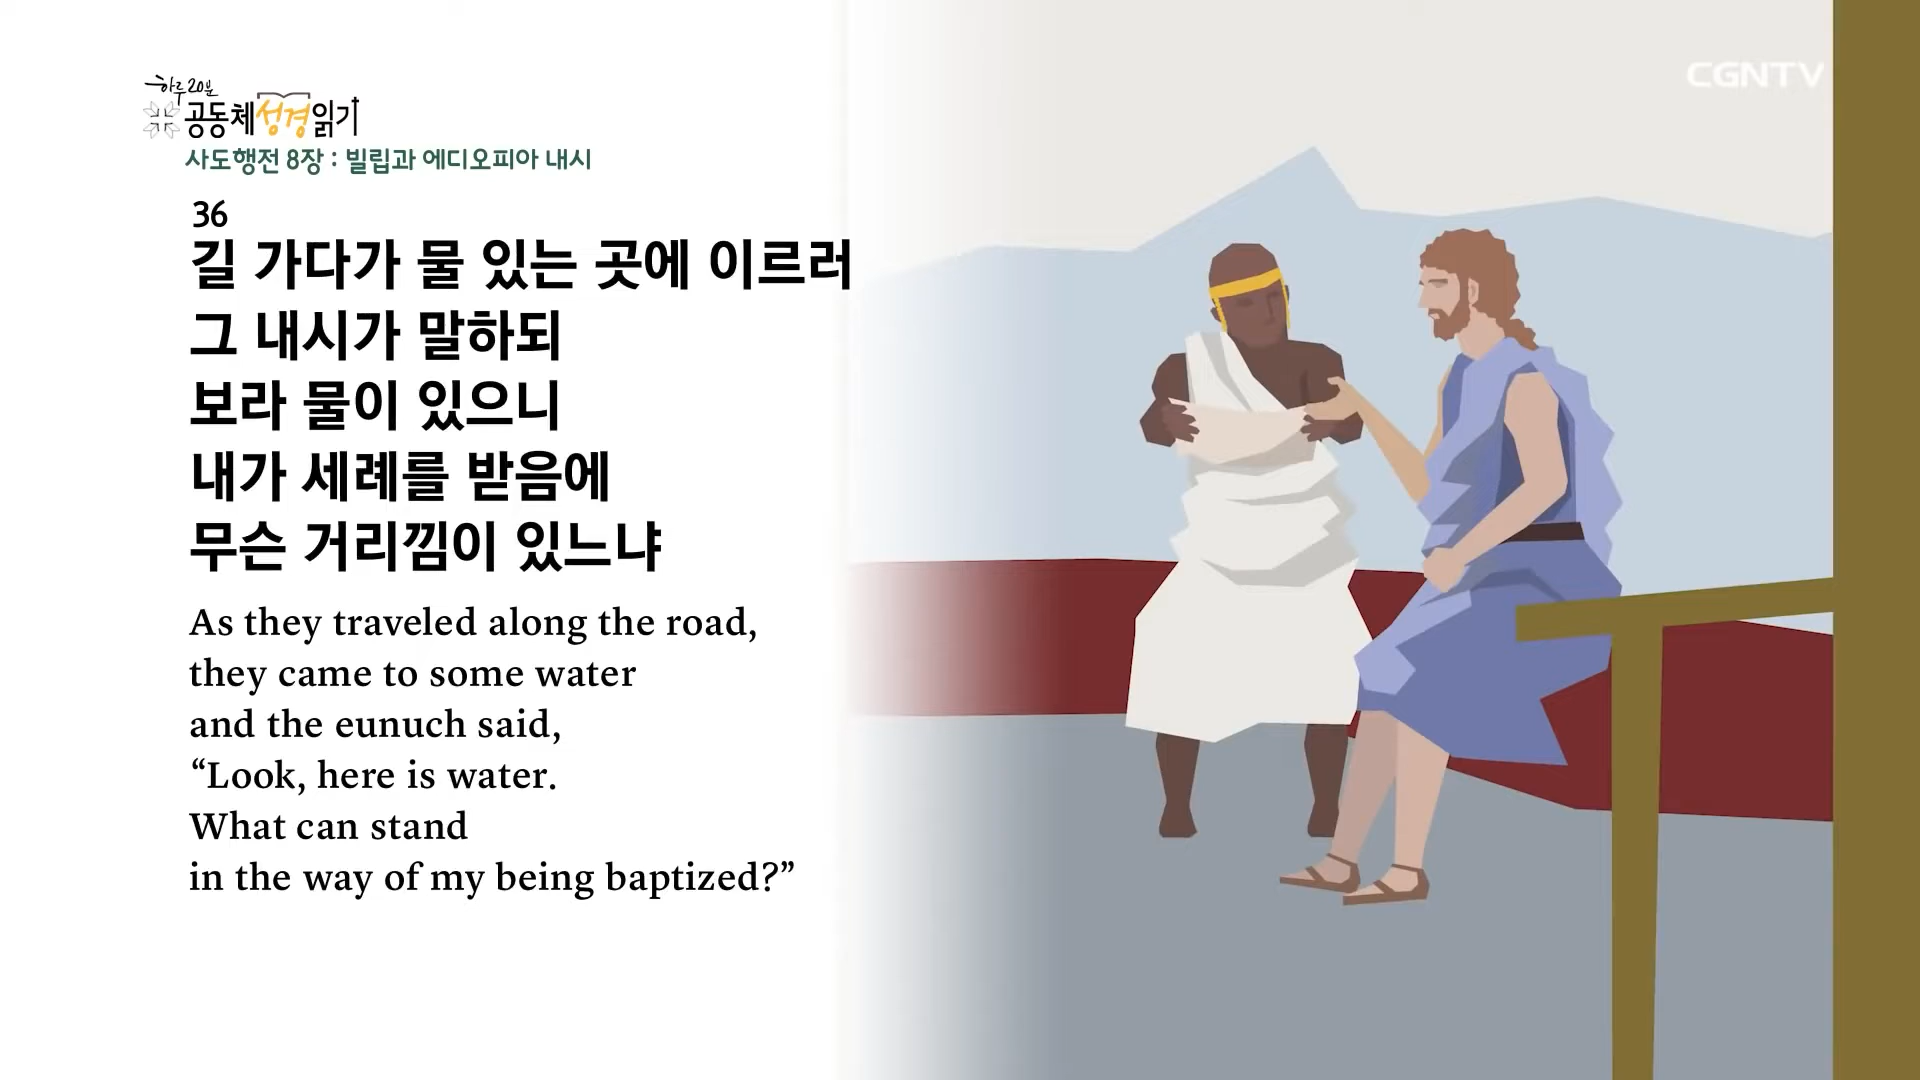 하루 20분
공동체성경읽기
CGNTV
사도행전 8장 : 빌립과 에디오피아 내시
36
길 가다가 물 있는 곳에 이르러
그 내시가 말하되
보라 물이 있으니
내가 세례를 받음에
무슨 거리낌이 있느냐
As they traveled along the road,
they came to some water
and the eunuch said,
“Look, here is water.
What can stand
in the way of my being baptized?”